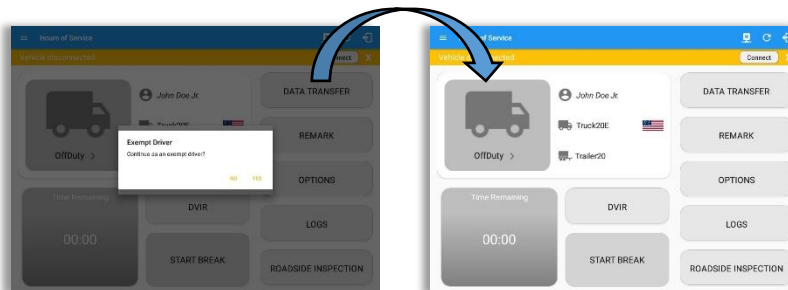 Hours of Service
Vehicle disconnected
Connect X
John Doe Jr.
OffDuty >
Exempt Driver
Continue as an exempt driver?
NO YES
Time Remaining
00:00
DVIR
START BREAK
DATA TRANSFER
REMARK
OPTIONS
LOGS
ROADSIDE INSPECTION
of Service
Connect
John Doe Jr.
Truck20E
Trailer20
OffDuty >
Time Remaining
00:00
DVIR
START BREAK
DATA TRANSFER
REMARK
OPTIONS
LOGS
ROADSIDE INSPECTION